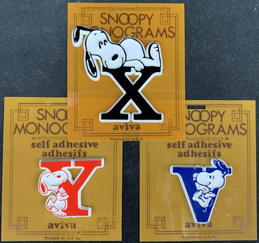 SNOOPY
MONOGRAMS
X
aviva
SNOOPY
MONOGRAMS
self adhesive
adhesifs
Y
aviva
SNOOPY
MONOGRAMS
self adhesive
adhesifs
V
aviva